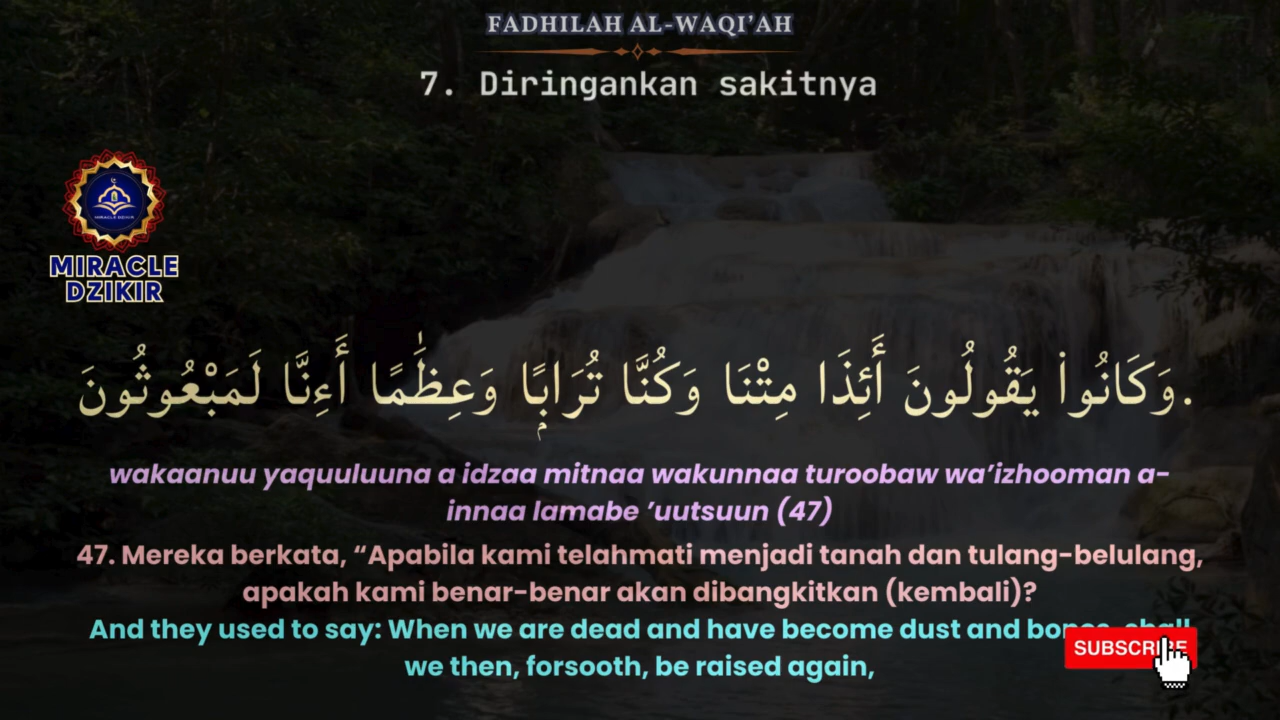 FADHILAH AL-WAQI’AH
7. Diringankan sakitnya
MIRACLE
DZIKIR
.وَكَانُوا۟ يَقُولُونَ أَئِذَا مِتْنَا وَكُنَّا تُرَابًۭا وَعِظَٰمًا أَءِنَّا لَمَبْعُوثُونَ
wakaanuu yaquuluuna a idzaa mitnaa wakunnaa turoobaw wa’izhooman a-
innaa lamabe ’uutsuun (47)
47. Mereka berkata, “Apabila kami telahmati menjadi tanah dan tulang-belulang,
apakah kami benar-benar akan dibangkitkan (kembali)?
And they used to say: When we are dead and have become dust and bones, shall
we then, forsooth, be raised again,
SUBSCRIBE